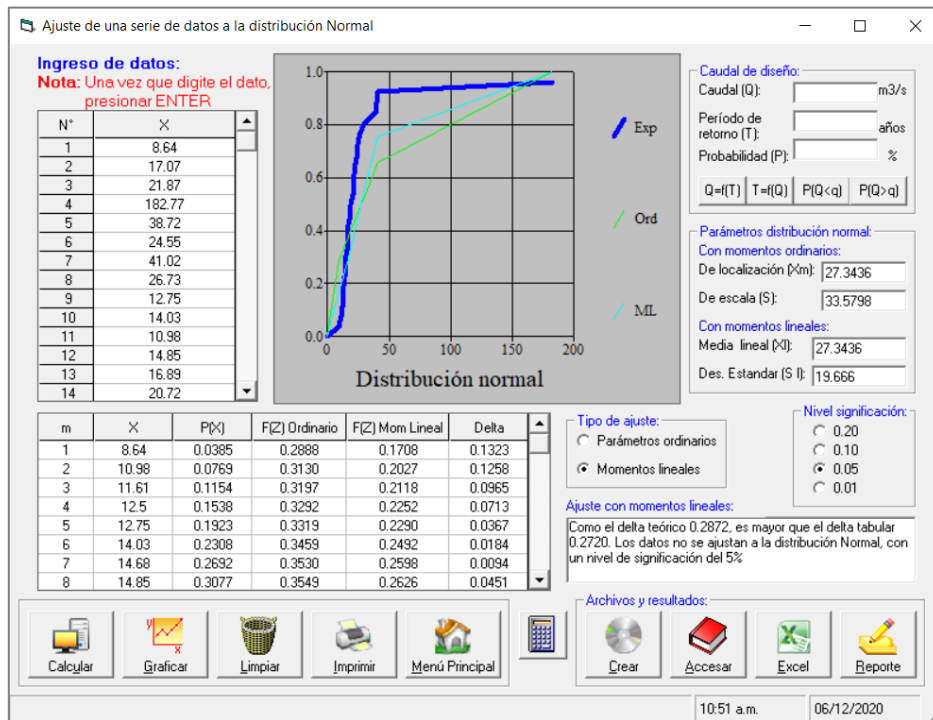 Ajuste de una serie de datos a la distribución Normal
Ingreso de datos:
Nota: Una vez que digite el dato,
presionar ENTER
N° X
1 8.64
2 17.07
3 21.87
4 182.77
5 38.72
6 24.55
7 41.02
8 26.73
9 12.75
10 14.03
11 10.98
12 14.85
13 16.89
14 20.72
1.0
0.8
0.6
0.4
0.2
0.0
0 50 100 150 200
Distribución normal
Exp
Ord
ML
Caudal de diseño:
Caudal (Q): m3/s
Período de
retorno (T): años
Probabilidad (P): %
Q=f(T) T=f(Q) P(Q<q) P(Q>q)
Parámetros distribución normal:
Con momentos ordinarios:
De localización (Xm): 27.3436
De escala (S): 33.5798
Con momentos lineales:
Media lineal (Xl): 27.3436
Des. Estandar (S l): 19.666
m X P(X) F(Z) Ordinario F(Z) Mom Lineal Delta
1 8.64 0.0385 0.2888 0.1708 0.1323
2 10.98 0.0769 0.3130 0.2027 0.1258
3 11.61 0.1154 0.3197 0.2118 0.0965
4 12.5 0.1538 0.3292 0.2252 0.0713
5 12.75 0.1923 0.3319 0.2290 0.0367
6 14.03 0.2308 0.3459 0.2492 0.0184
7 14.68 0.2692 0.3530 0.2598 0.0094
8 14.85 0.3077 0.3549 0.2626 0.0451
Tipo de ajuste:
Parámetros ordinarios
Momentos lineales
Nivel significación:
0.20
0.10
0.05
0.01
Ajuste con momentos lineales:
Como el delta teórico 0.2872, es mayor que el delta tabular
0.2720. Los datos no se ajustan a la distribución Normal, con
un nivel de significación del 5%
Calcular Graficar Limpiar Imprimir Menú Principal
Archivos y resultados:
Crear Accesar Excel Reporte
10:51 a.m. 06/12/2020